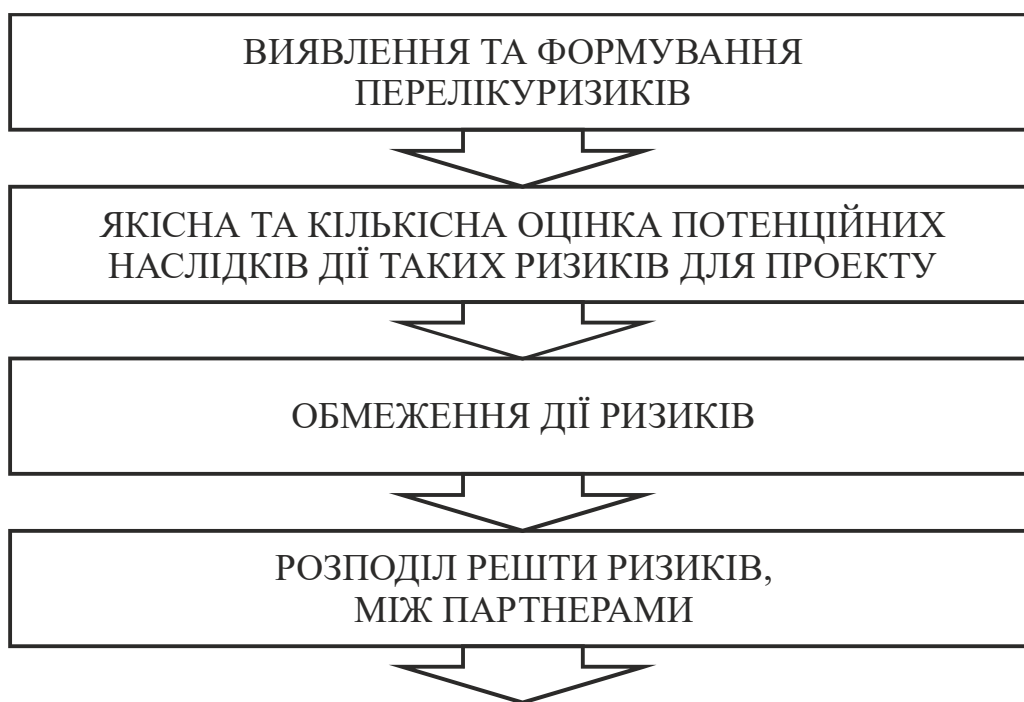 ВИЯВЛЕННЯ ТА ФОРМУВАННЯ
ПЕРЕЛІКУРИЗИКІВ
ЯКІСНА ТА КІЛЬКІСНА ОЦІНКА ПОТЕНЦІЙНИХ
НАСЛІДКІВ ДІЇ ТАКИХ РИЗИКІВ ДЛЯ ПРОЕКТУ
ОБМЕЖЕННЯ ДІЇ РИЗИКІВ
РОЗПОДІЛ РЕШТИ РИЗИКІВ,
МІЖ ПАРТНЕРАМИ